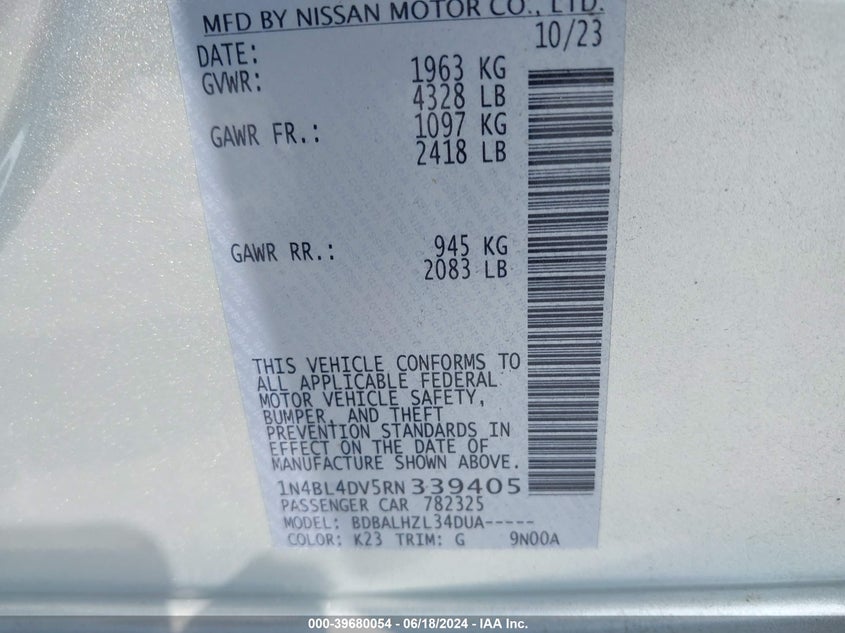 MFD BY NISSAN MOTOR CO., LTD.
DATE: 10/23
GVWR: 1963 KG
4328 LB
GAWR FR.: 1097 KG
2418 LB
GAWR RR.: 945 KG
2083 LB
THIS VEHICLE CONFORMS TO
ALL APPLICABLE FEDERAL
MOTOR VEHICLE SAFETY,
BUMPER, AND THEFT
PREVENTION STANDARDS IN
EFFECT ON THE DATE OF
MANUFACTURE SHOWN ABOVE.
1N4BL4DV5RN339405
PASSENGER CAR 782325
MODEL: BDBALHZL34DUA-----
COLOR: K23 TRIM: G 9N00A
000-39680054 - 06/18/2024 - IAA Inc.